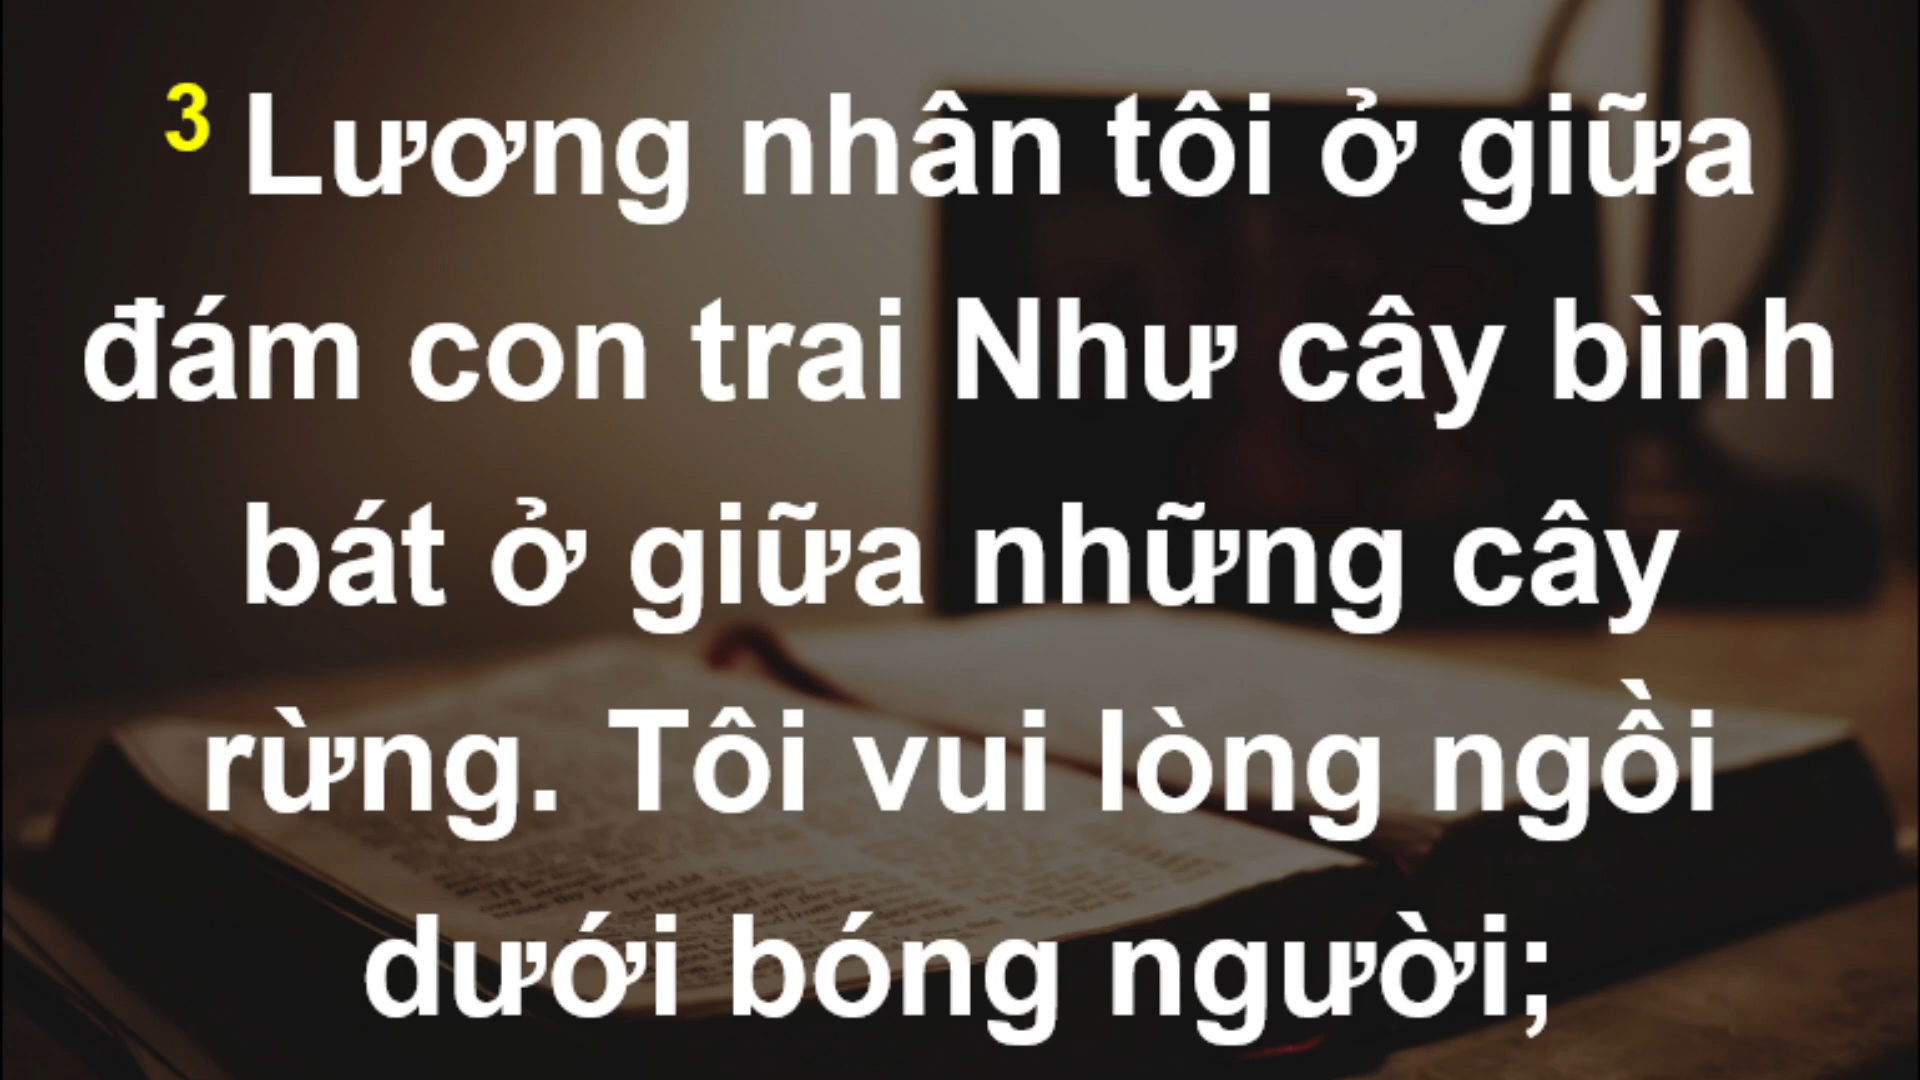 3 Lương nhân tôi ở giữa
đám con trai Như cây bình
bát ở giữa những cây
rừng. Tôi vui lòng ngồi
dưới bóng người;
PSALM